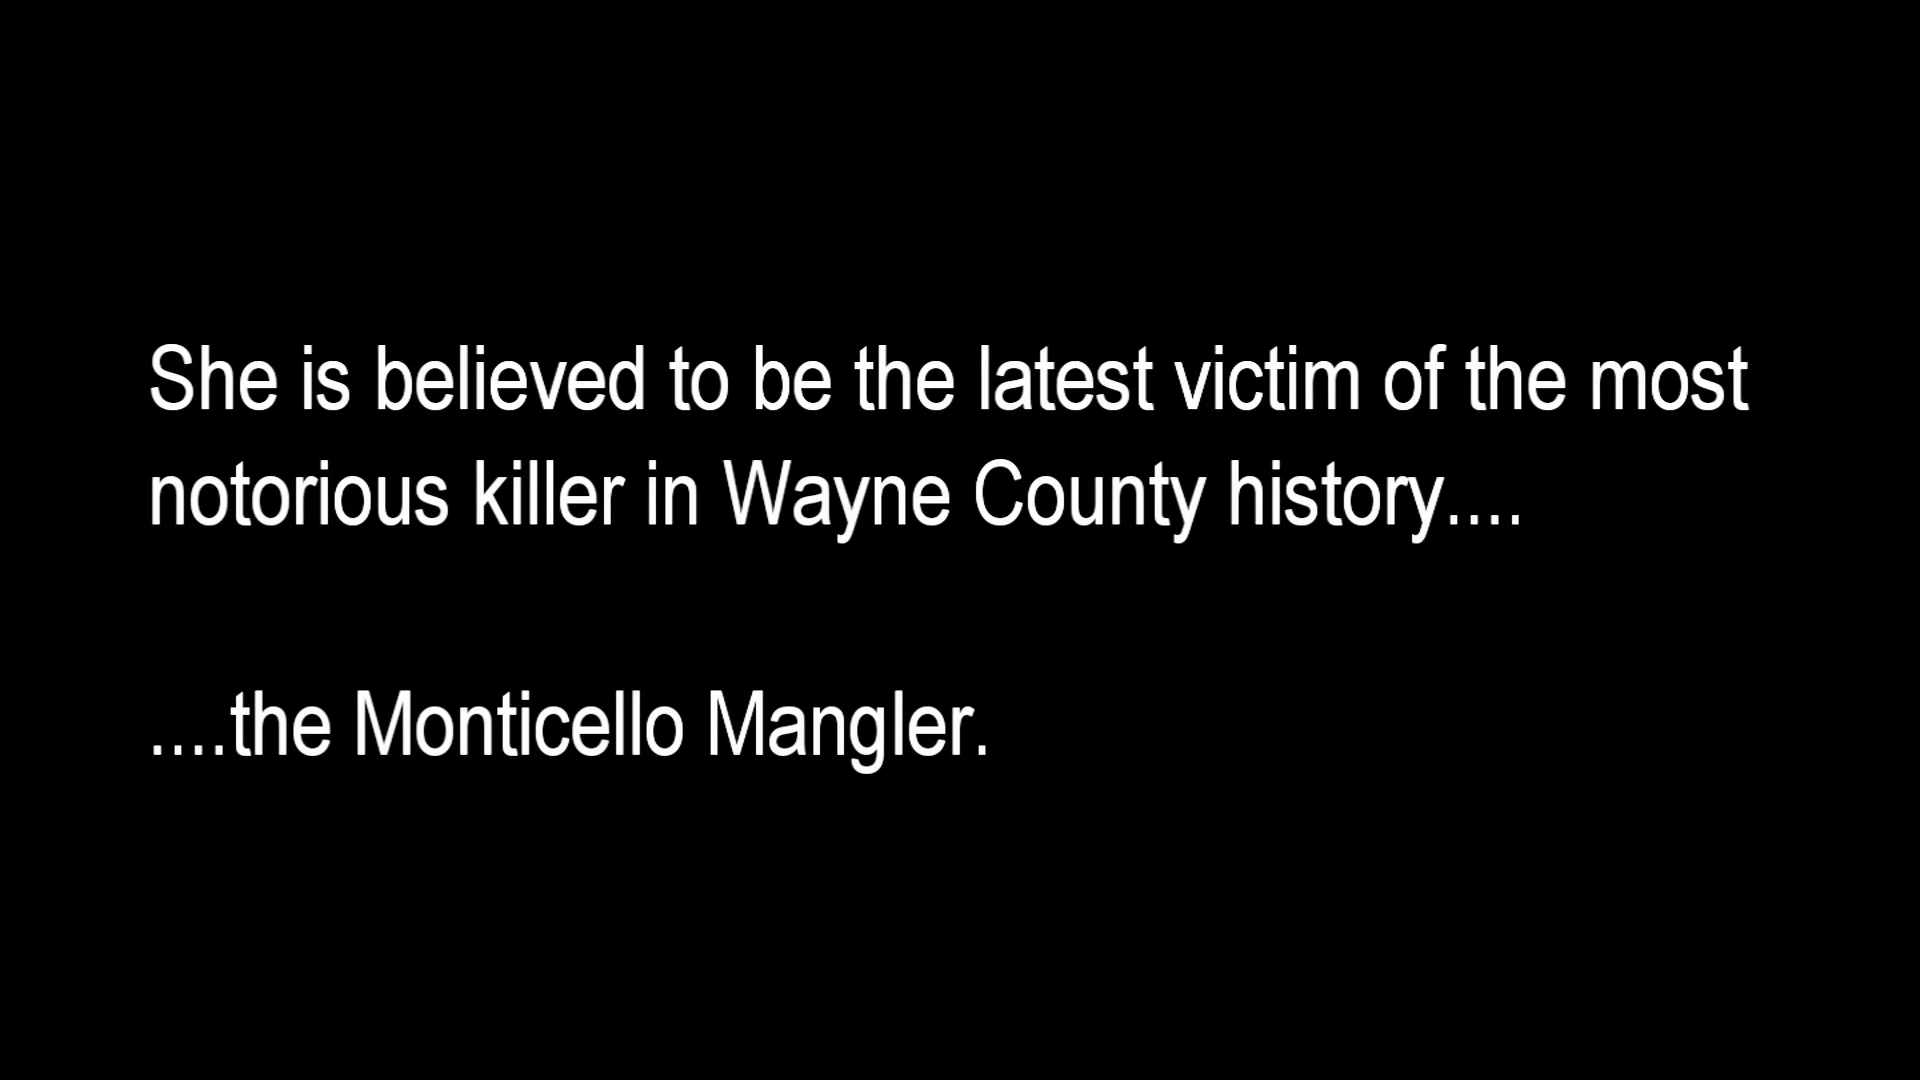 She is believed to be the latest victim of the most
notorious killer in Wayne County history....
....the Monticello Mangler.